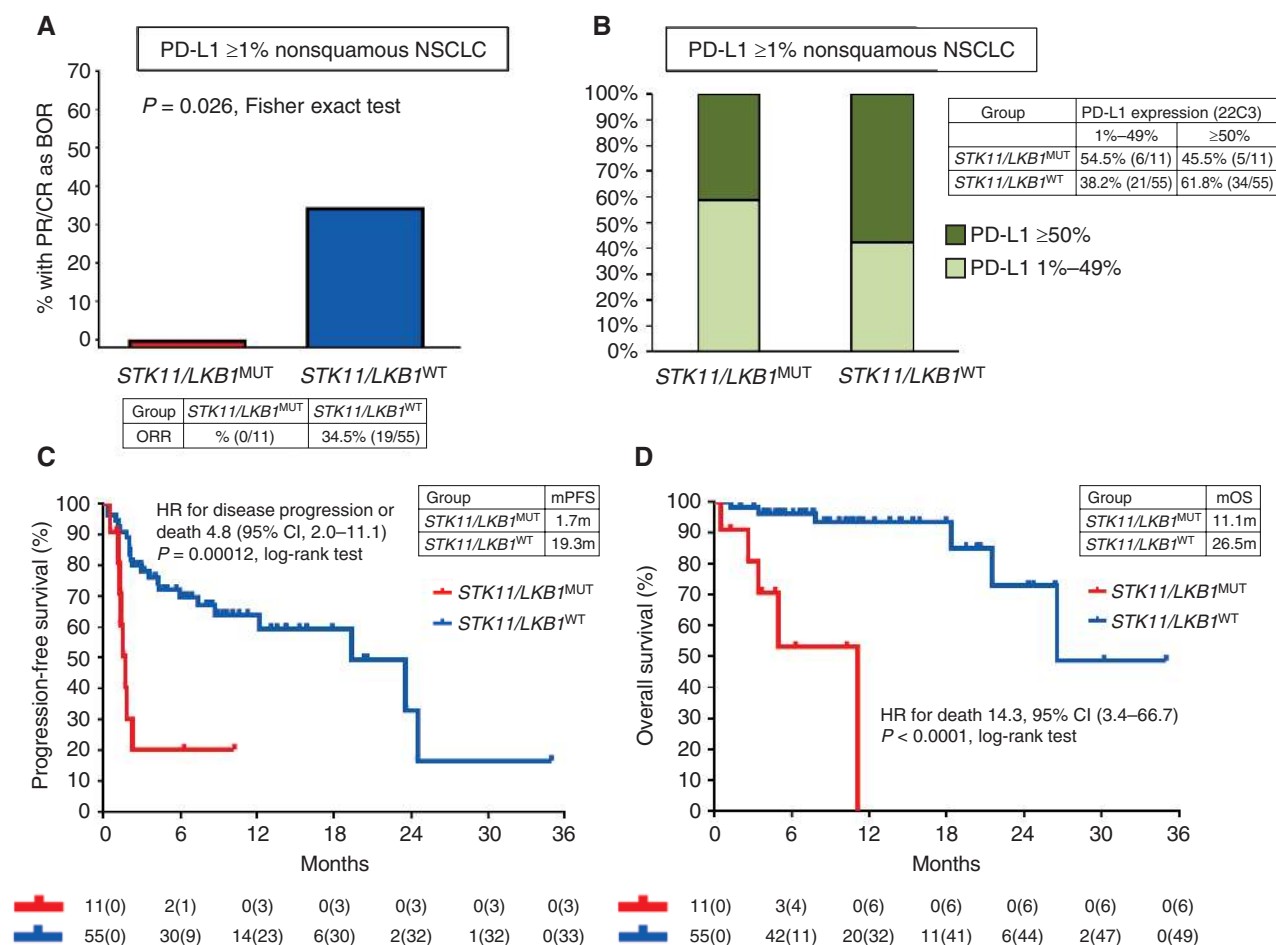 A
PD-L1 ≥1% nonsquamous NSCLC
P = 0.026, Fisher exact test
% with PR/CR as BOR
70
60
50
40
30
20
10
0
STK11/LKB1MUT STK11/LKB1WT
Group STK11/LKB1MUT STK11/LKB1WT
ORR % (0/11) 34.5% (19/55)
B
PD-L1 ≥1% nonsquamous NSCLC
100%
90%
80%
70%
60%
50%
40%
30%
20%
10%
0%
STK11/LKB1MUT STK11/LKB1WT
Group PD-L1 expression (22C3)
1%–49% ≥50%
STK11/LKB1MUT 54.5% (6/11) 45.5% (5/11)
STK11/LKB1WT 38.2% (21/55) 61.8% (34/55)
PD-L1 ≥50%
PD-L1 1%–49%
C
HR for disease progression or
death 4.8 (95% CI, 2.0–11.1)
P = 0.00012, log-rank test
Group mPFS
STK11/LKB1MUT 1.7m
STK11/LKB1WT 19.3m
STK11/LKB1MUT
STK11/LKB1WT
Progression-free survival (%)
100
90
80
70
60
50
40
30
20
10
0
0 6 12 18 24 30 36
Months
11(0) 2(1) 0(3) 0(3) 0(3) 0(3) 0(3)
55(0) 30(9) 14(23) 6(30) 2(32) 1(32) 0(33)
D
Group mOS
STK11/LKB1MUT 11.1m
STK11/LKB1WT 26.5m
STK11/LKB1MUT
STK11/LKB1WT
HR for death 14.3, 95% CI (3.4–66.7)
P < 0.0001, log-rank test
Overall survival (%)
100
90
80
70
60
50
40
30
20
10
0
0 6 12 18 24 30 36
Months
11(0) 3(4) 0(6) 0(6) 0(6) 0(6) 0(6)
55(0) 42(11) 20(32) 11(41) 6(44) 2(47) 0(49)